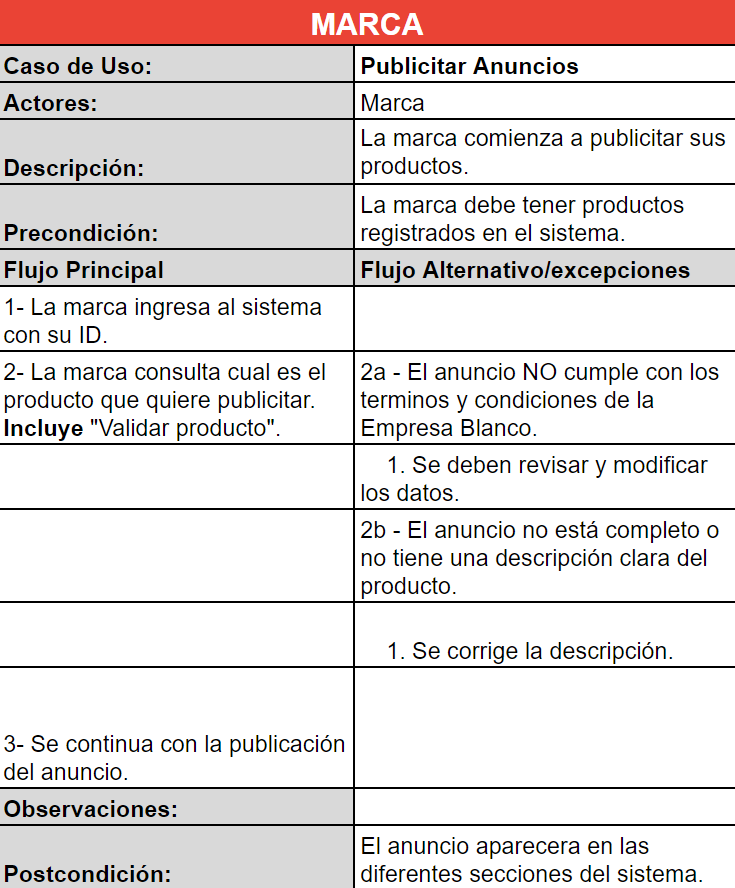 MARCA
Caso de Uso:
Publicitar Anuncios
Actores:
Marca
Descripción:
La marca comienza a publicitar sus
productos.
Precondición:
La marca debe tener productos
registrados en el sistema.
Flujo Principal
Flujo Alternativo/excepciones
1- La marca ingresa al sistema
con su ID.
2- La marca consulta cual es el
producto que quiere publicitar.
Incluye "Validar producto".
2a - El anuncio NO cumple con los
terminos y condiciones de la
Empresa Blanco.
1. Se deben revisar y modificar
los datos.
2b - El anuncio no está completo o
no tiene una descripción clara del
producto.
1. Se corrige la descripción.
3- Se continua con la publicación
del anuncio.
Observaciones:
Postcondición:
El anuncio aparecera en las
diferentes secciones del sistema.